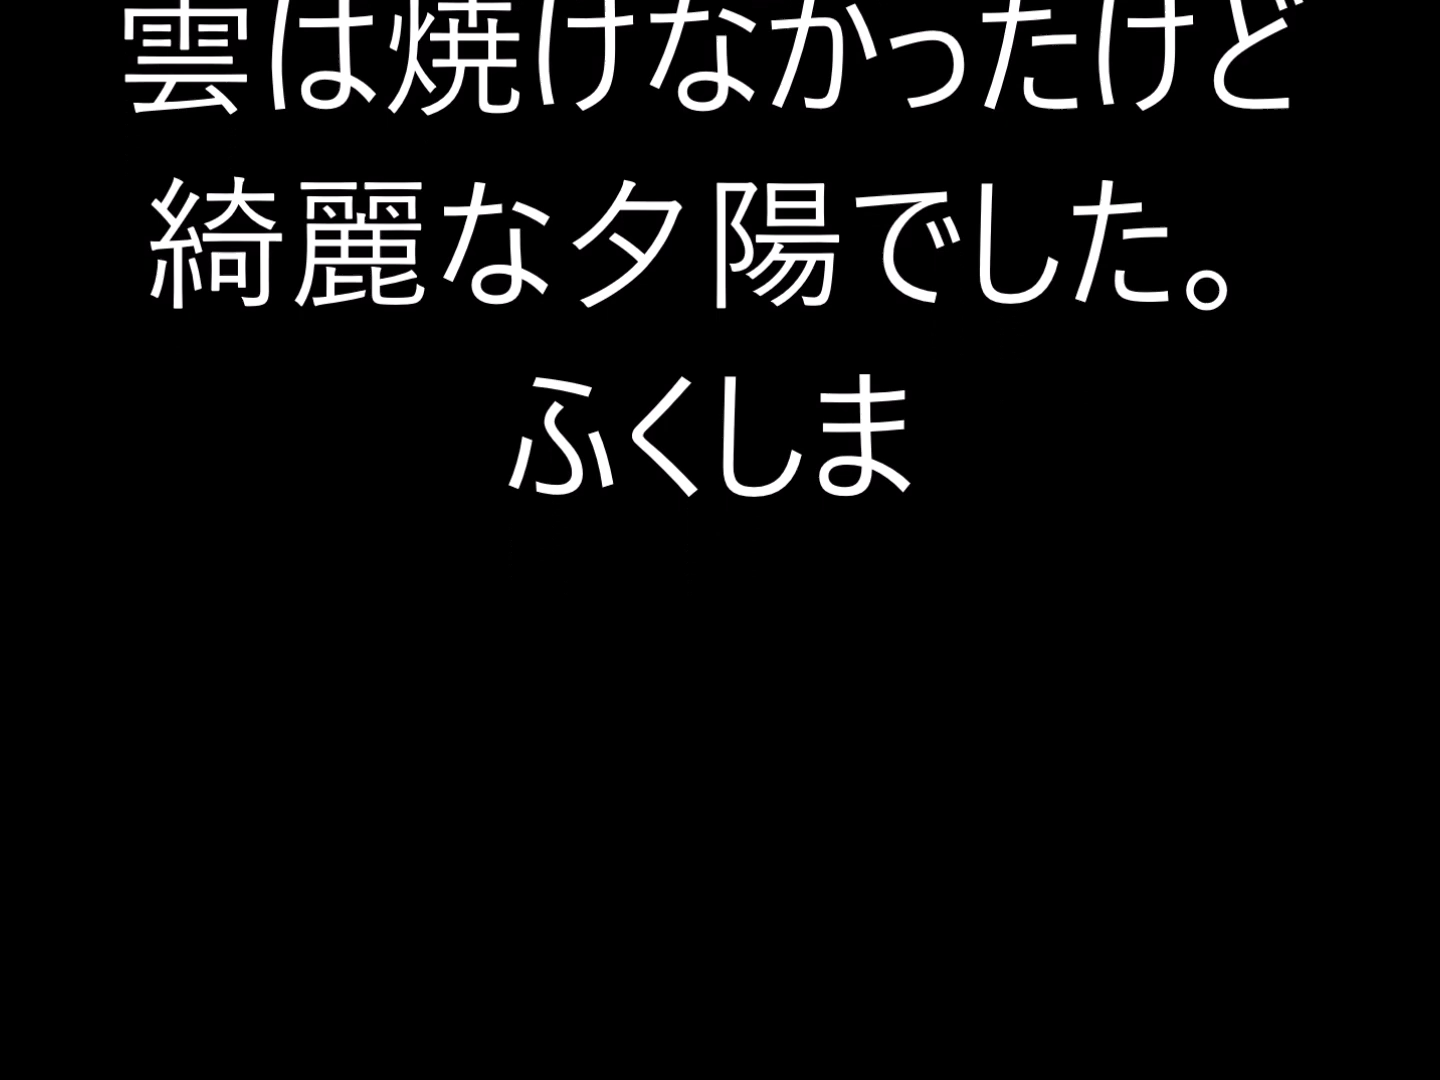 雲は焼けなかったけど
綺麗な夕陽でした。
ふくしま